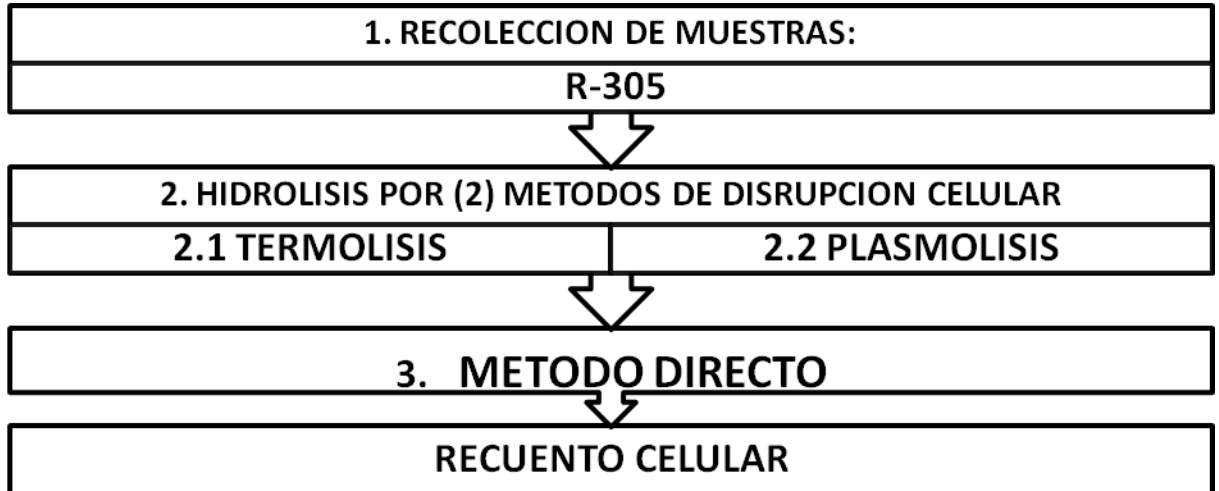 1. RECOLECCION DE MUESTRAS:
R-305
2. HIDROLISIS POR (2) METODOS DE DISRUPCION CELULAR
2.1 TERMOLISIS 2.2 PLASMOLISIS
3. METODO DIRECTO
RECUENTO CELULAR